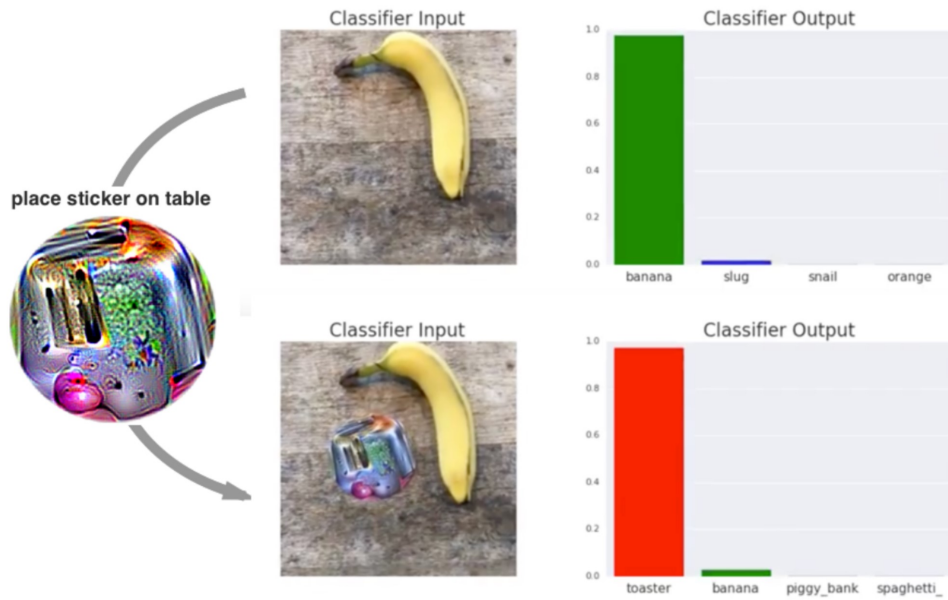 Classifier Input
Classifier Output
1.0
0.8
0.6
0.4
0.2
0.0
banana slug snail orange
place sticker on table
Classifier Input
Classifier Output
1.0
0.8
0.6
0.4
0.2
0.0
toaster banana piggy_bank spaghetti_